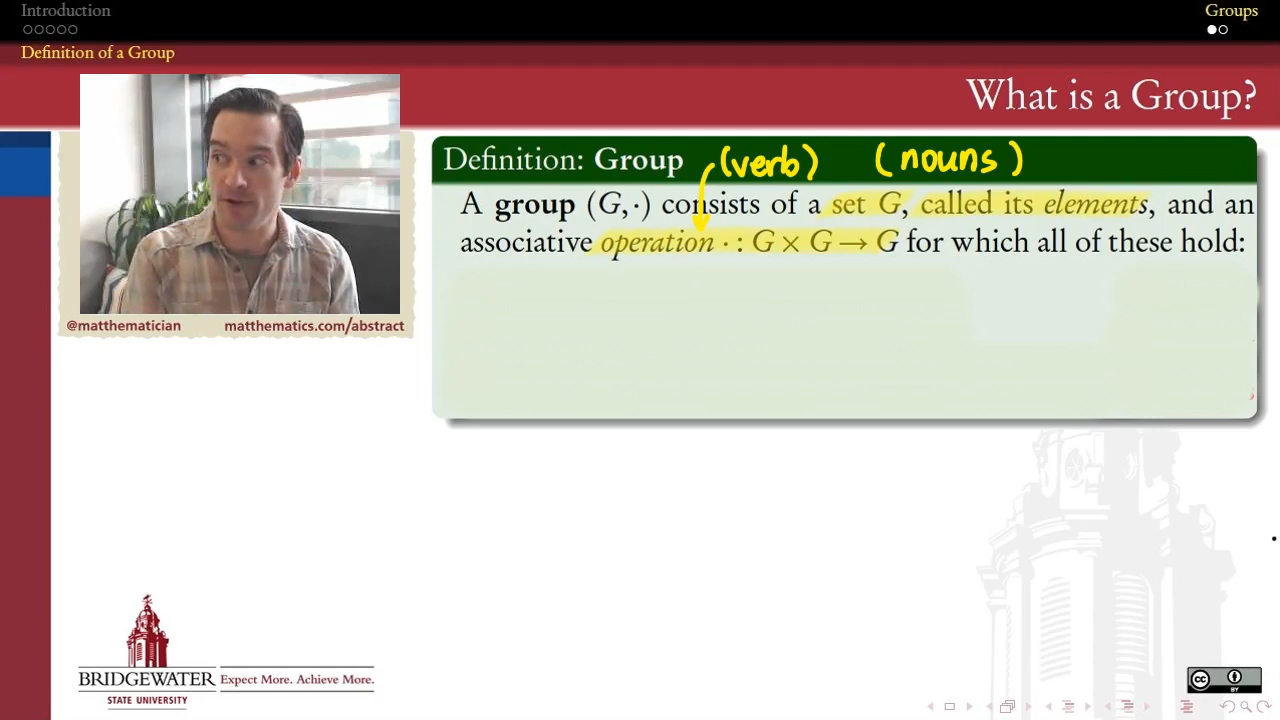 Introduction
Groups
Definition of a Group
What is a Group?
Definition: Group (verb) (nouns)
A group (G,·) consists of a set G, called its elements, and an
associative operation · : G × G → G for which all of these hold:
@matthematician matthematics.com/abstract
BRIDGEWATER
STATE UNIVERSITY
Expect More. Achieve More.
cc
BY